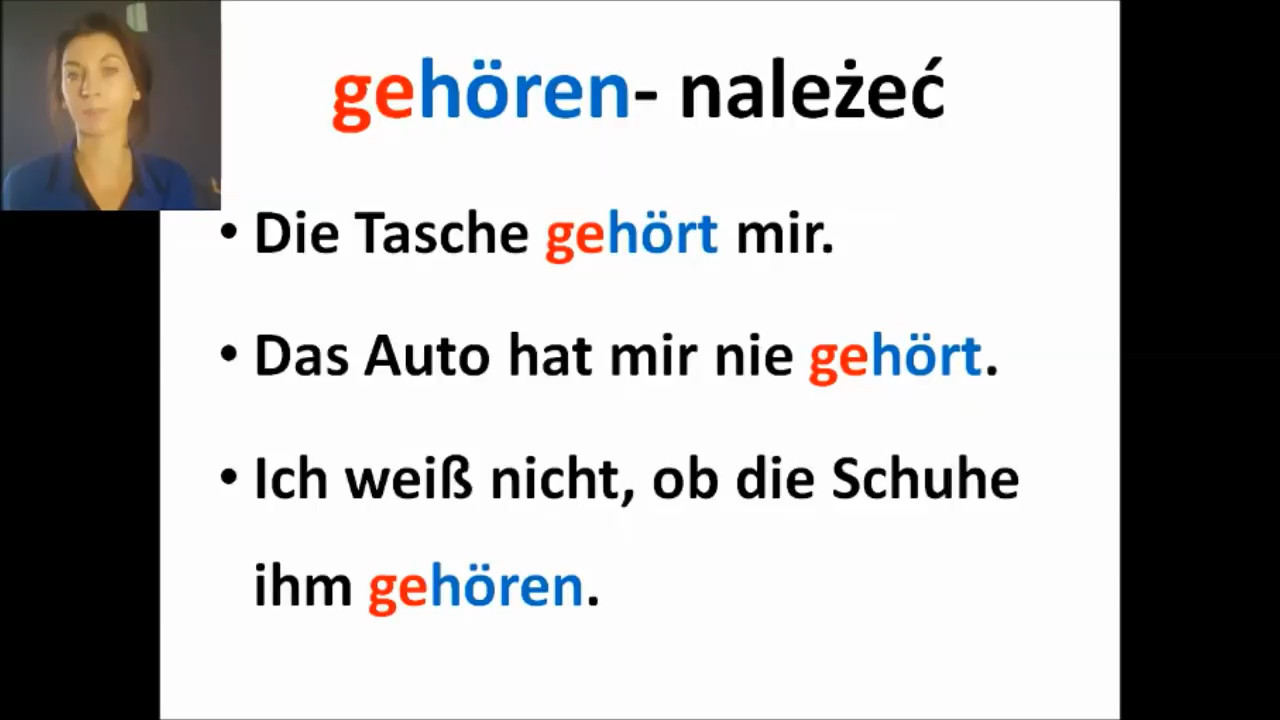 gehören- należeć
• Die Tasche gehört mir.
• Das Auto hat mir nie gehört.
• Ich weiß nicht, ob die Schuhe
ihm gehören.